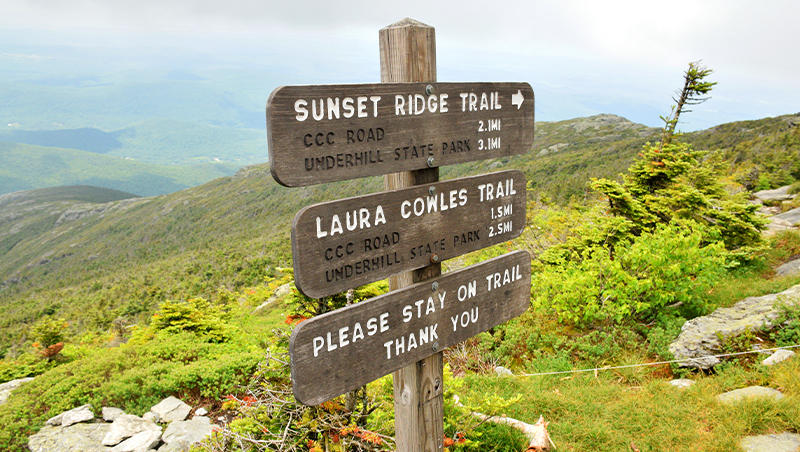 SUNSET RIDGE TRAIL →
CCC ROAD 2.1MI
UNDERHILL STATE PARK 3.1MI
LAURA COWLES TRAIL
CCC ROAD 1.5MI
UNDERHILL STATE PARK 2.5MI
PLEASE STAY ON TRAIL
THANK YOU